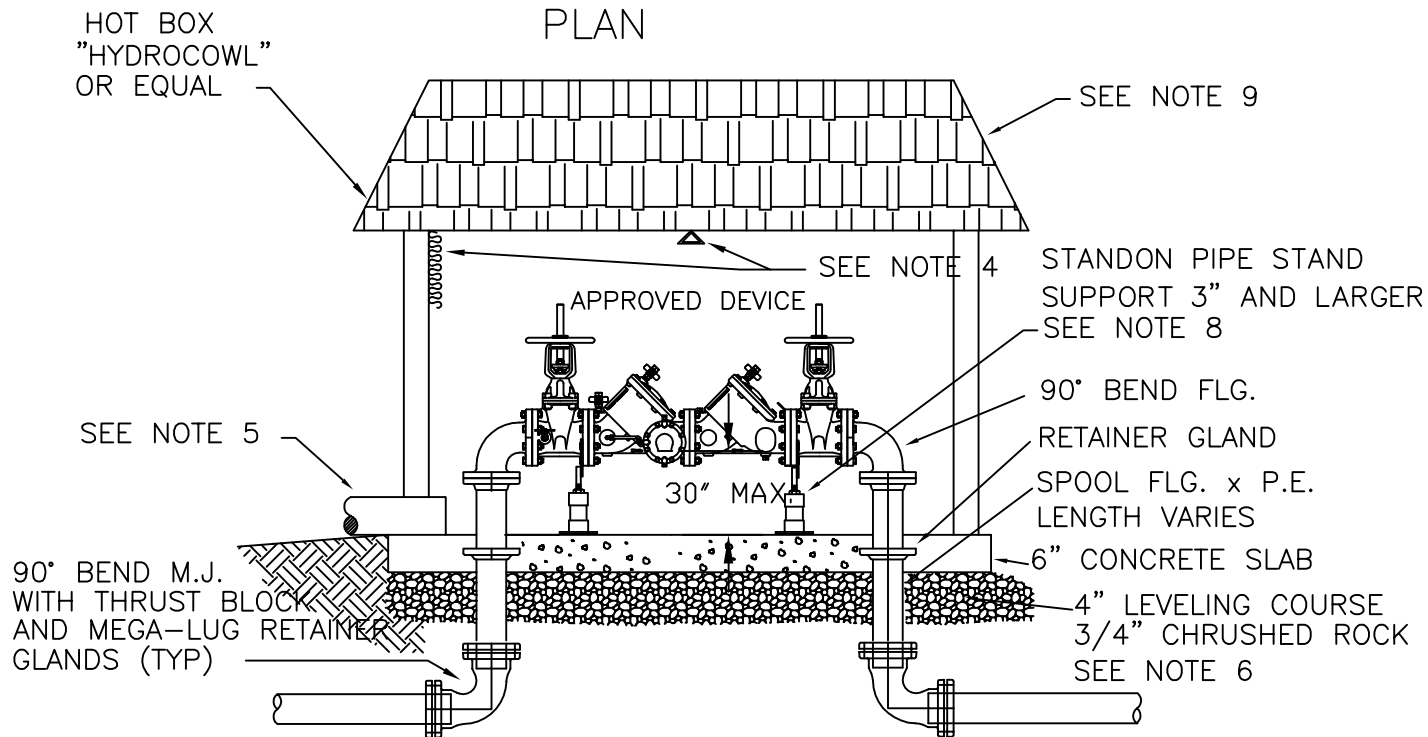 PLAN
HOT BOX
"HYDROCOWL"
OR EQUAL
SEE NOTE 9
SEE NOTE 4
STANDON PIPE STAND
SUPPORT 3" AND LARGER
SEE NOTE 8
APPROVED DEVICE
90° BEND FLG.
SEE NOTE 5
RETAINER GLAND
30" MAX
SPOOL FLG. x P.E.
LENGTH VARIES
6" CONCRETE SLAB
90° BEND M.J.
WITH THRUST BLOCK
AND MEGA-LUG RETAINER
GLANDS (TYP)
4" LEVELING COURSE
3/4" CHRUSHED ROCK
SEE NOTE 6